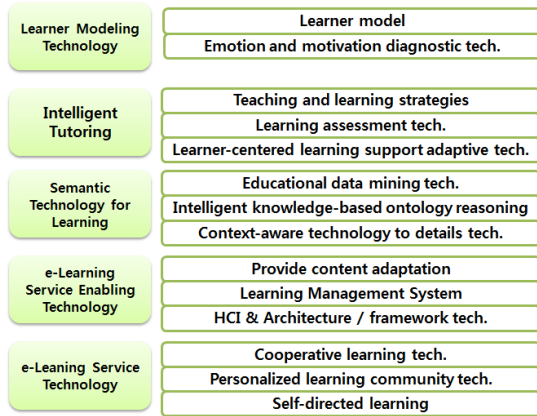 Learner Modeling
Technology
Learner model
Emotion and motivation diagnostic tech.
Intelligent
Tutoring
Teaching and learning strategies
Learning assessment tech.
Learner-centered learning support adaptive tech.
Semantic
Technology for
Learning
Educational data mining tech.
Intelligent knowledge-based ontology reasoning
Context-aware technology to details tech.
e-Learning
Service Enabling
Technology
Provide content adaptation
Learning Management System
HCI & Architecture / framework tech.
e-Leaning Service
Technology
Cooperative learning tech.
Personalized learning community tech.
Self-directed learning